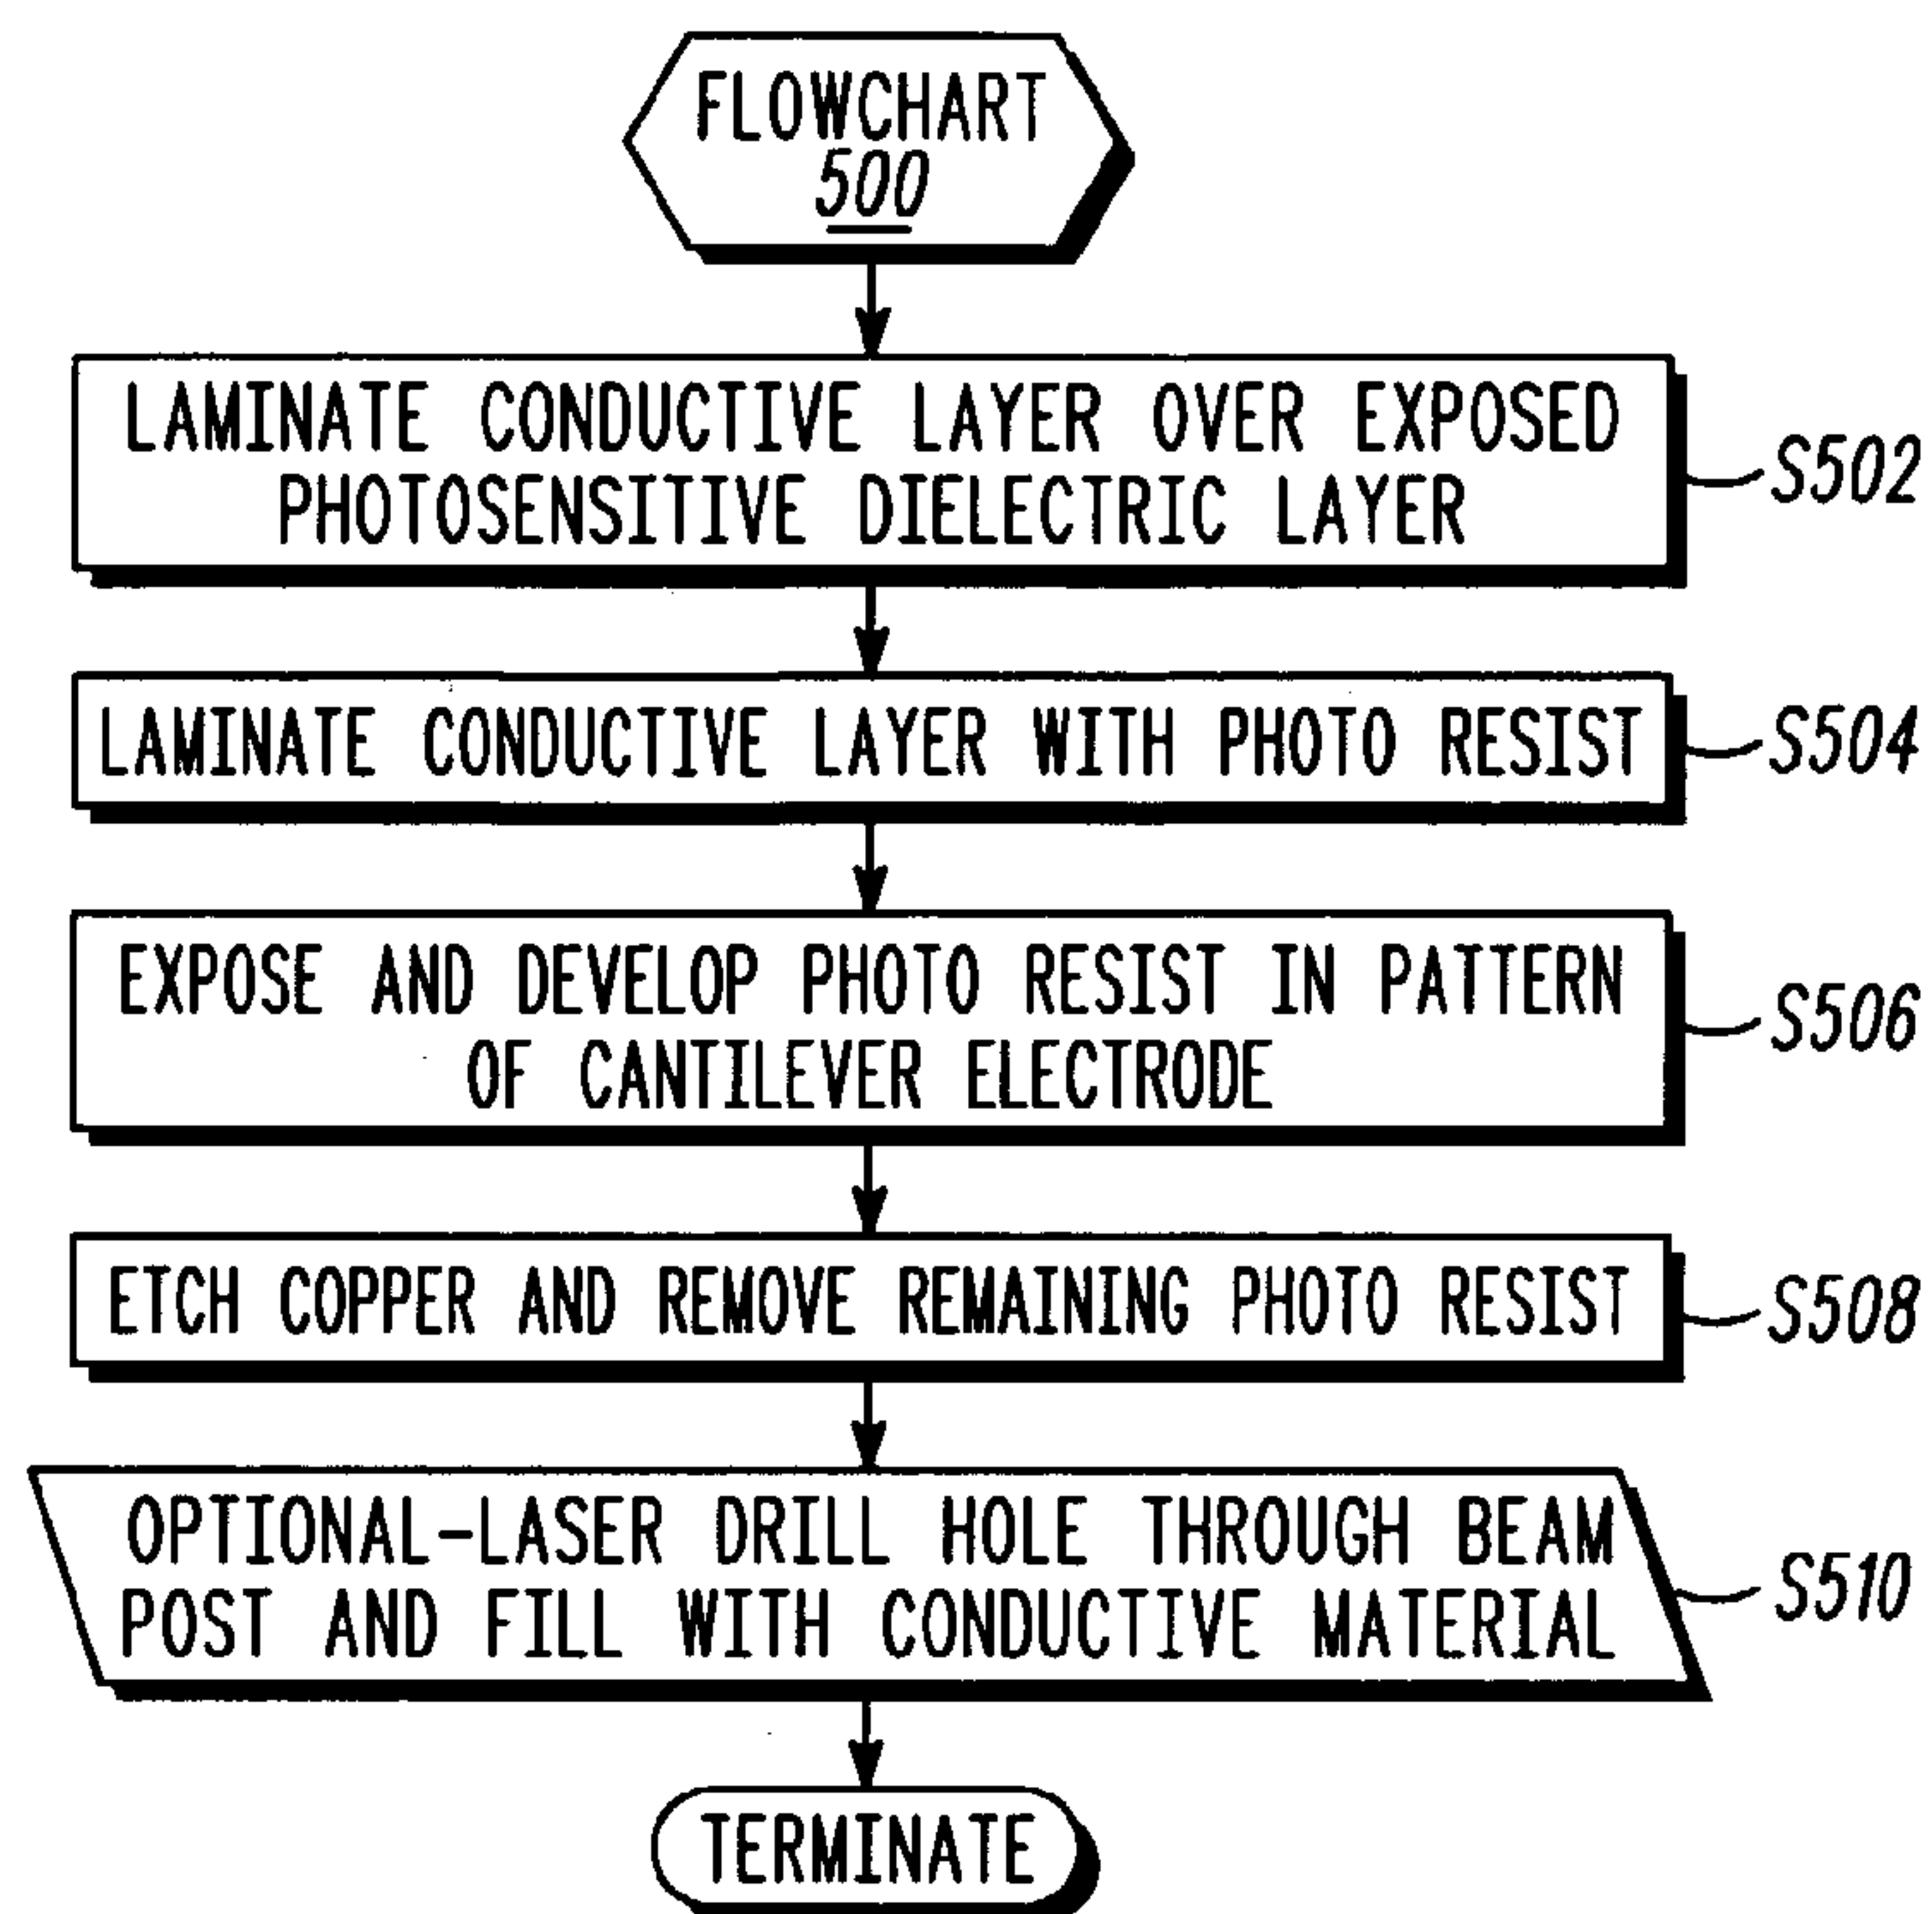 FLOWCHART
500
LAMINATE CONDUCTIVE LAYER OVER EXPOSED
PHOTOSENSITIVE DIELECTRIC LAYER
S502
LAMINATE CONDUCTIVE LAYER WITH PHOTO RESIST
S504
EXPOSE AND DEVELOP PHOTO RESIST IN PATTERN
OF CANTILEVER ELECTRODE
S506
ETCH COPPER AND REMOVE REMAINING PHOTO RESIST
S508
OPTIONAL-LASER DRILL HOLE THROUGH BEAM
POST AND FILL WITH CONDUCTIVE MATERIAL
S510
TERMINATE